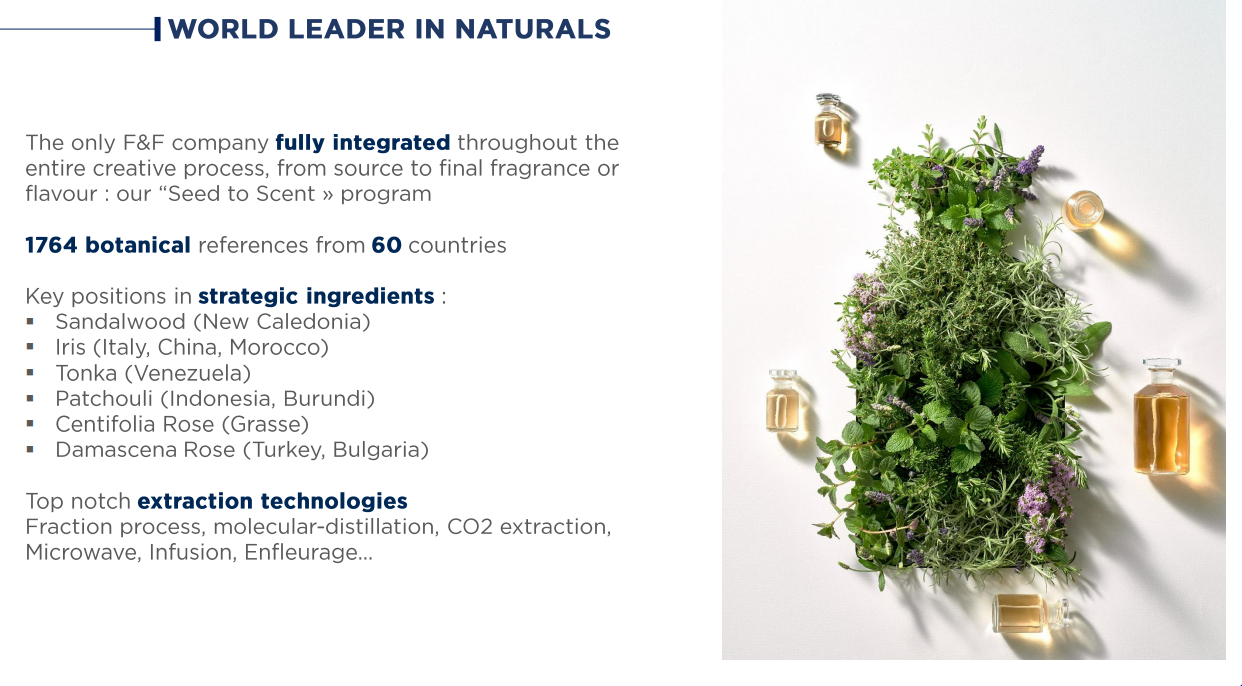 WORLD LEADER IN NATURALS
The only F&F company fully integrated throughout the
entire creative process, from source to final fragrance or
flavour : our “Seed to Scent » program
1764 botanical references from 60 countries
Key positions in strategic ingredients :
▪ Sandalwood (New Caledonia)
▪ Iris (Italy, China, Morocco)
▪ Tonka (Venezuela)
▪ Patchouli (Indonesia, Burundi)
▪ Centifolia Rose (Grasse)
▪ Damascena Rose (Turkey, Bulgaria)
Top notch extraction technologies
Fraction process, molecular-distillation, CO2 extraction,
Microwave, Infusion, Enfleurage...